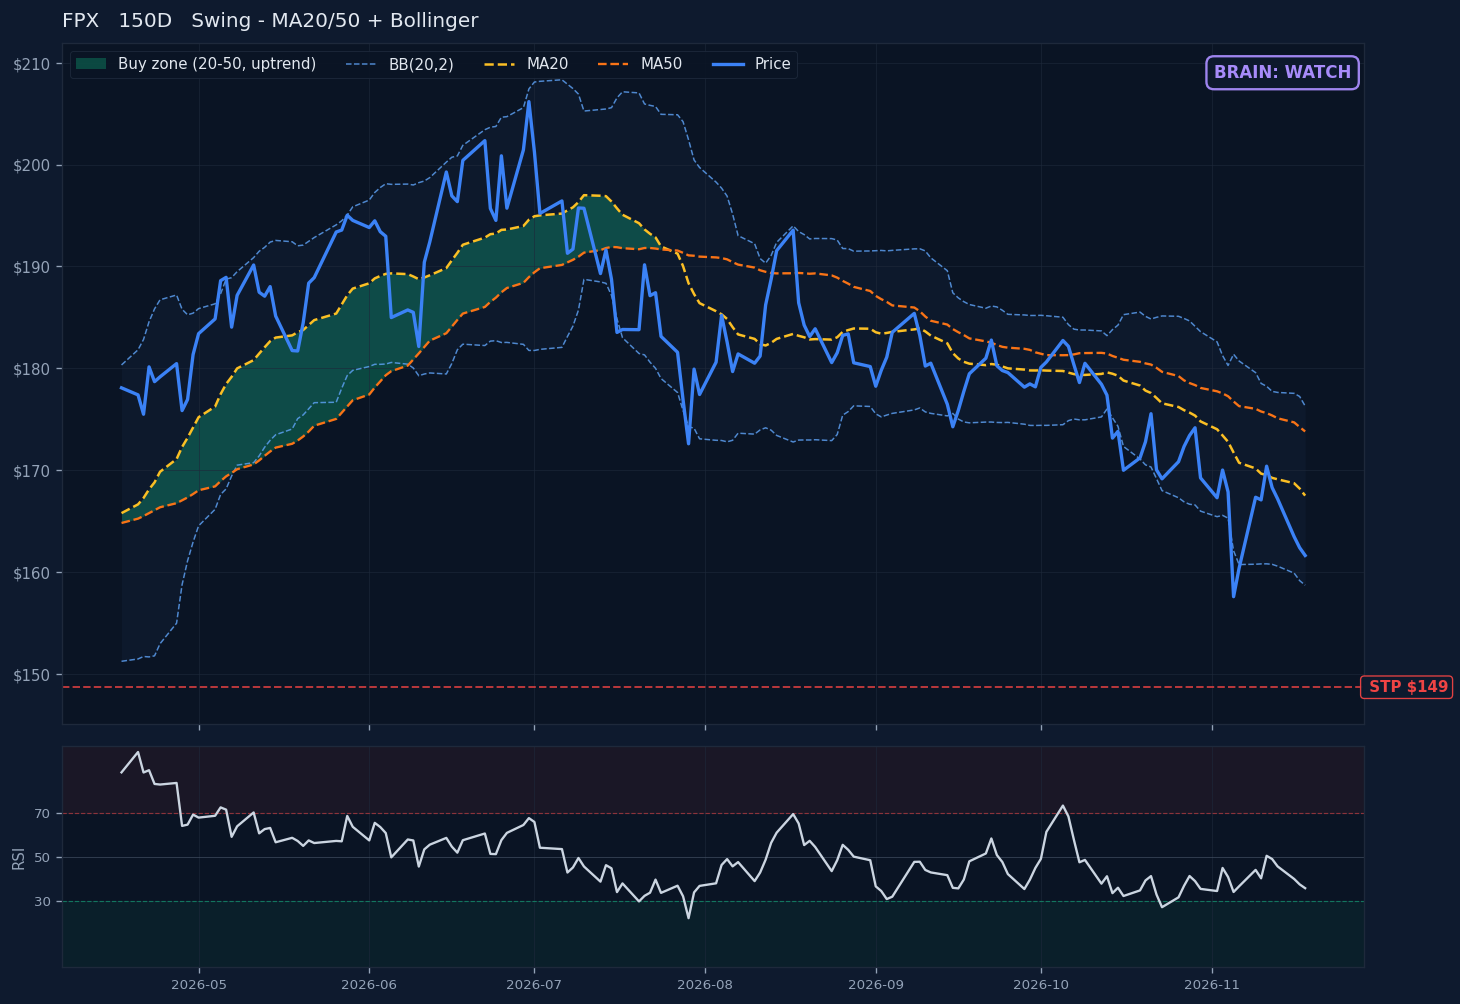 FPX   150D   Swing - MA20/50 + Bollinger
Buy zone (20-50, uptrend)   BB(20,2)   MA20   MA50   Price
BRAIN: WATCH
$210
$200
$190
$180
$170
$160
$150
STP $149
RSI
70
50
30
2026-05   2026-06   2026-07   2026-08   2026-09   2026-10   2026-11